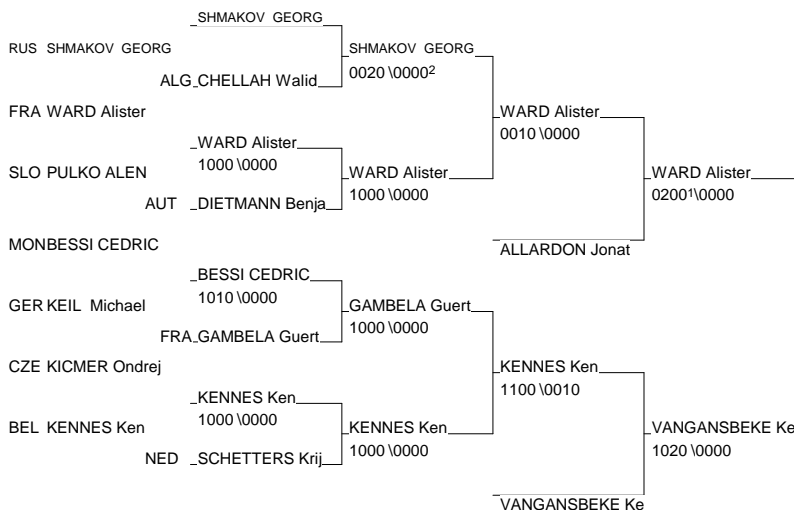 SHMAKOV GEORG
RUS SHMAKOV GEORG
SHMAKOV GEORG
0020 \0000²
ALG CHELLAH Walid
FRA WARD Alister
WARD Alister
0010 \0000
WARD Alister
1000 \0000
SLO PULKO ALEN
WARD Alister
1000 \0000
WARD Alister
0200¹\0000
AUT DIETMANN Benja
MONBESSI CEDRIC
ALLARDON Jonat
BESSI CEDRIC
1010 \0000
GER KEIL Michael
GAMBELA Guert
1000 \0000
FRA GAMBELA Guert
CZE KICMER Ondrej
KENNES Ken
1100 \0010
KENNES Ken
1000 \0000
BEL KENNES Ken
KENNES Ken
1000 \0000
VANGANSBEKE Ke
1020 \0000
NED SCHETTERS Krij
VANGANSBEKE Ke